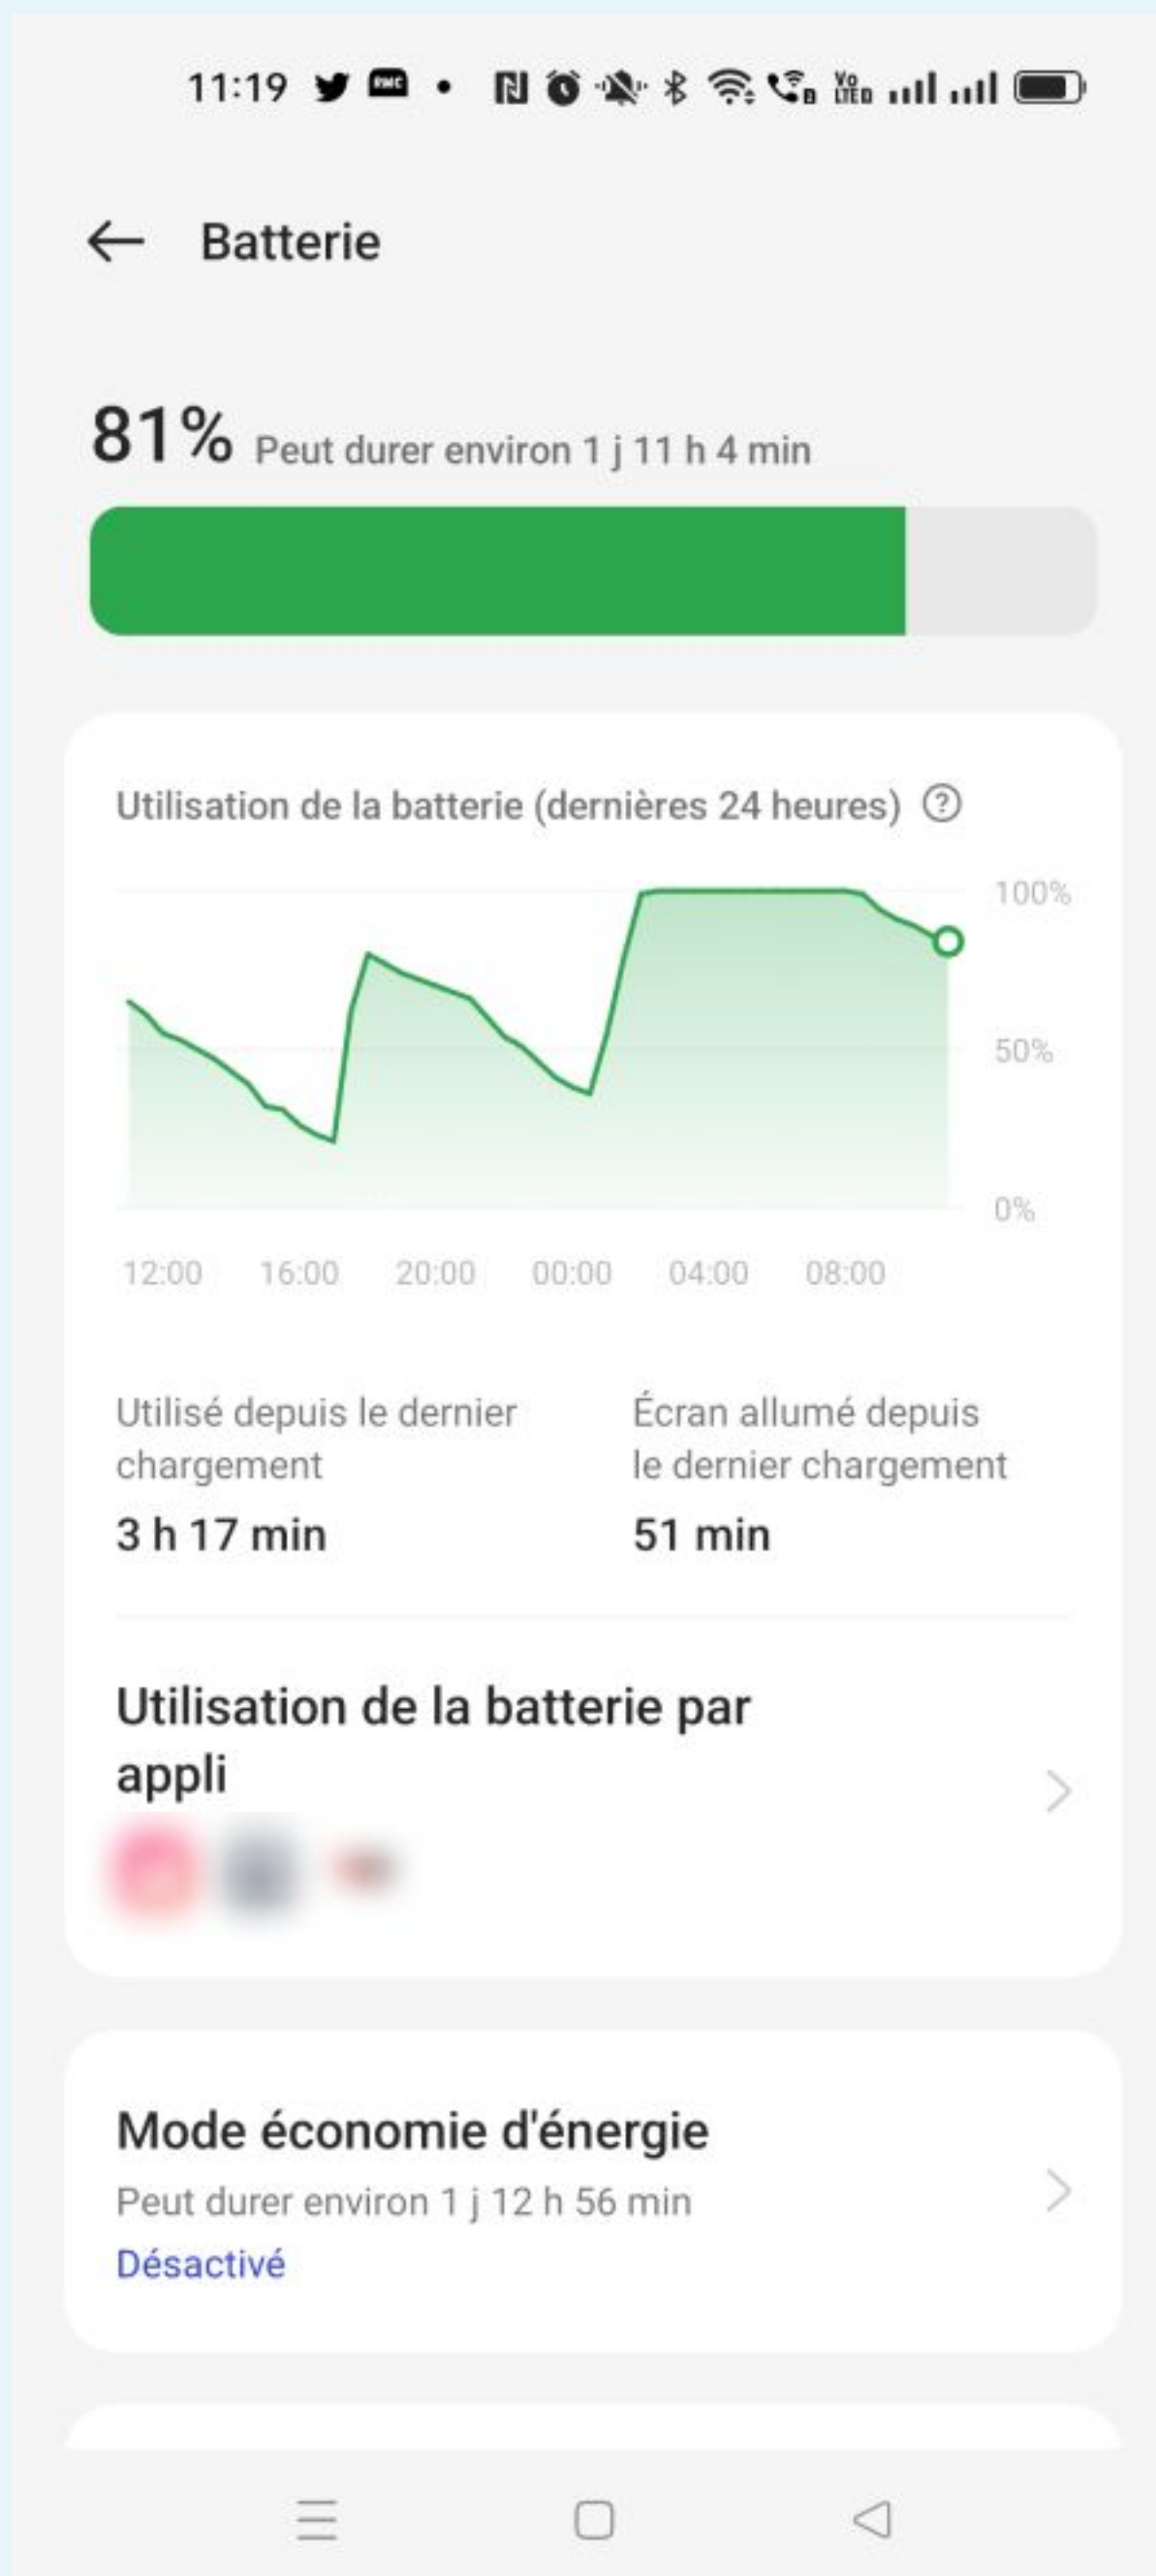 11:19 RMC VoLTE
Batterie
81% Peut durer environ 1 j 11 h 4 min
Utilisation de la batterie (dernières 24 heures) ?
100%
50%
0%
12:00 16:00 20:00 00:00 04:00 08:00
Utilisé depuis le dernier
chargement
3 h 17 min
Écran allumé depuis
le dernier chargement
51 min
Utilisation de la batterie par
appli
Mode économie d'énergie
Peut durer environ 1 j 12 h 56 min
Désactivé